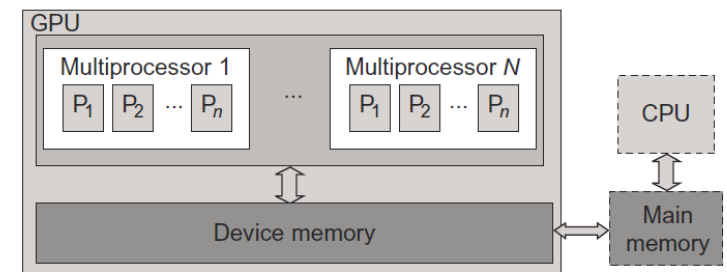 GPU
Multiprocessor 1
P1 P2 ... Pn
...
Multiprocessor N
P1 P2 ... Pn
CPU
Device memory
Main
memory